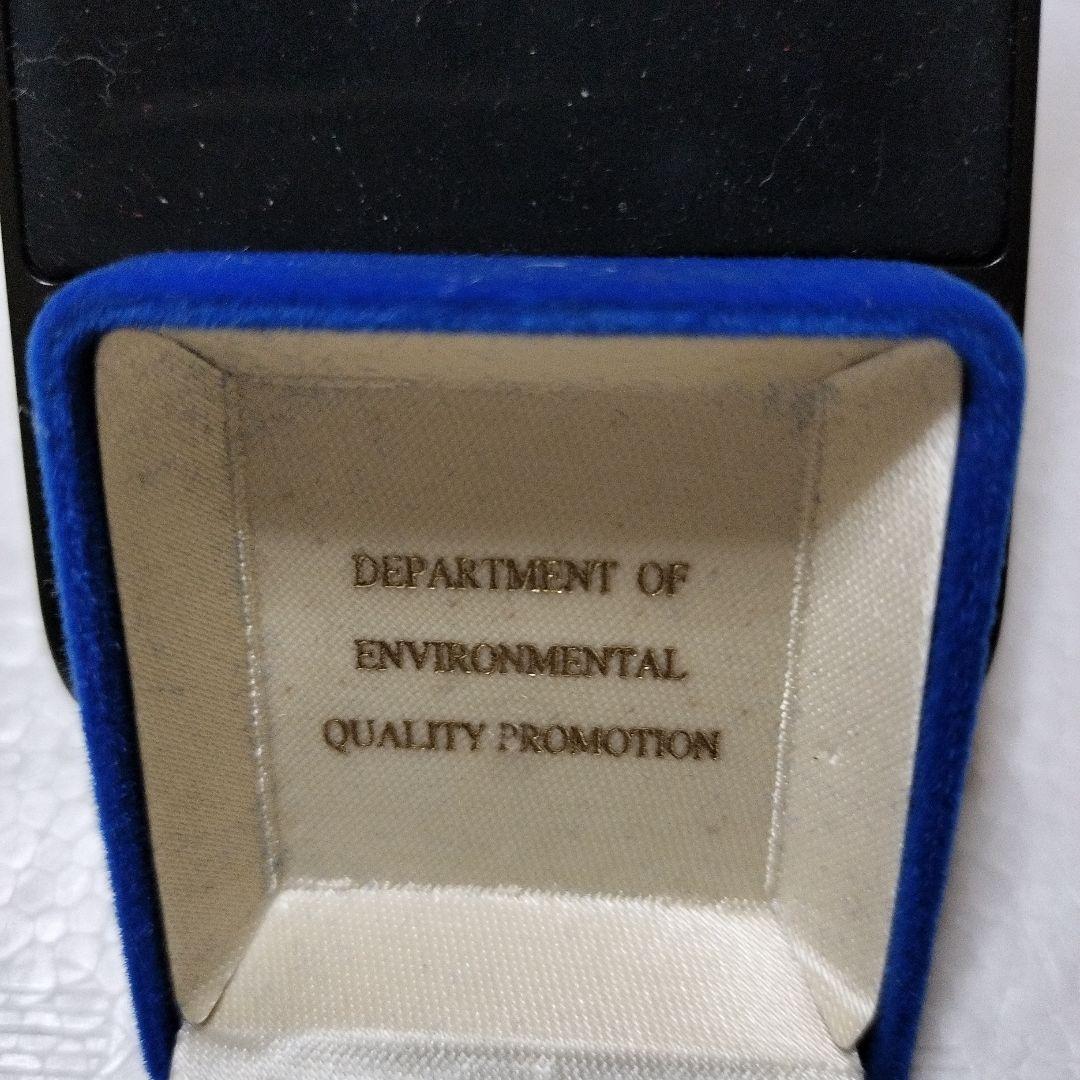 DEPARTMENT OF
ENVIRONMENTAL
QUALITY PROMOTION